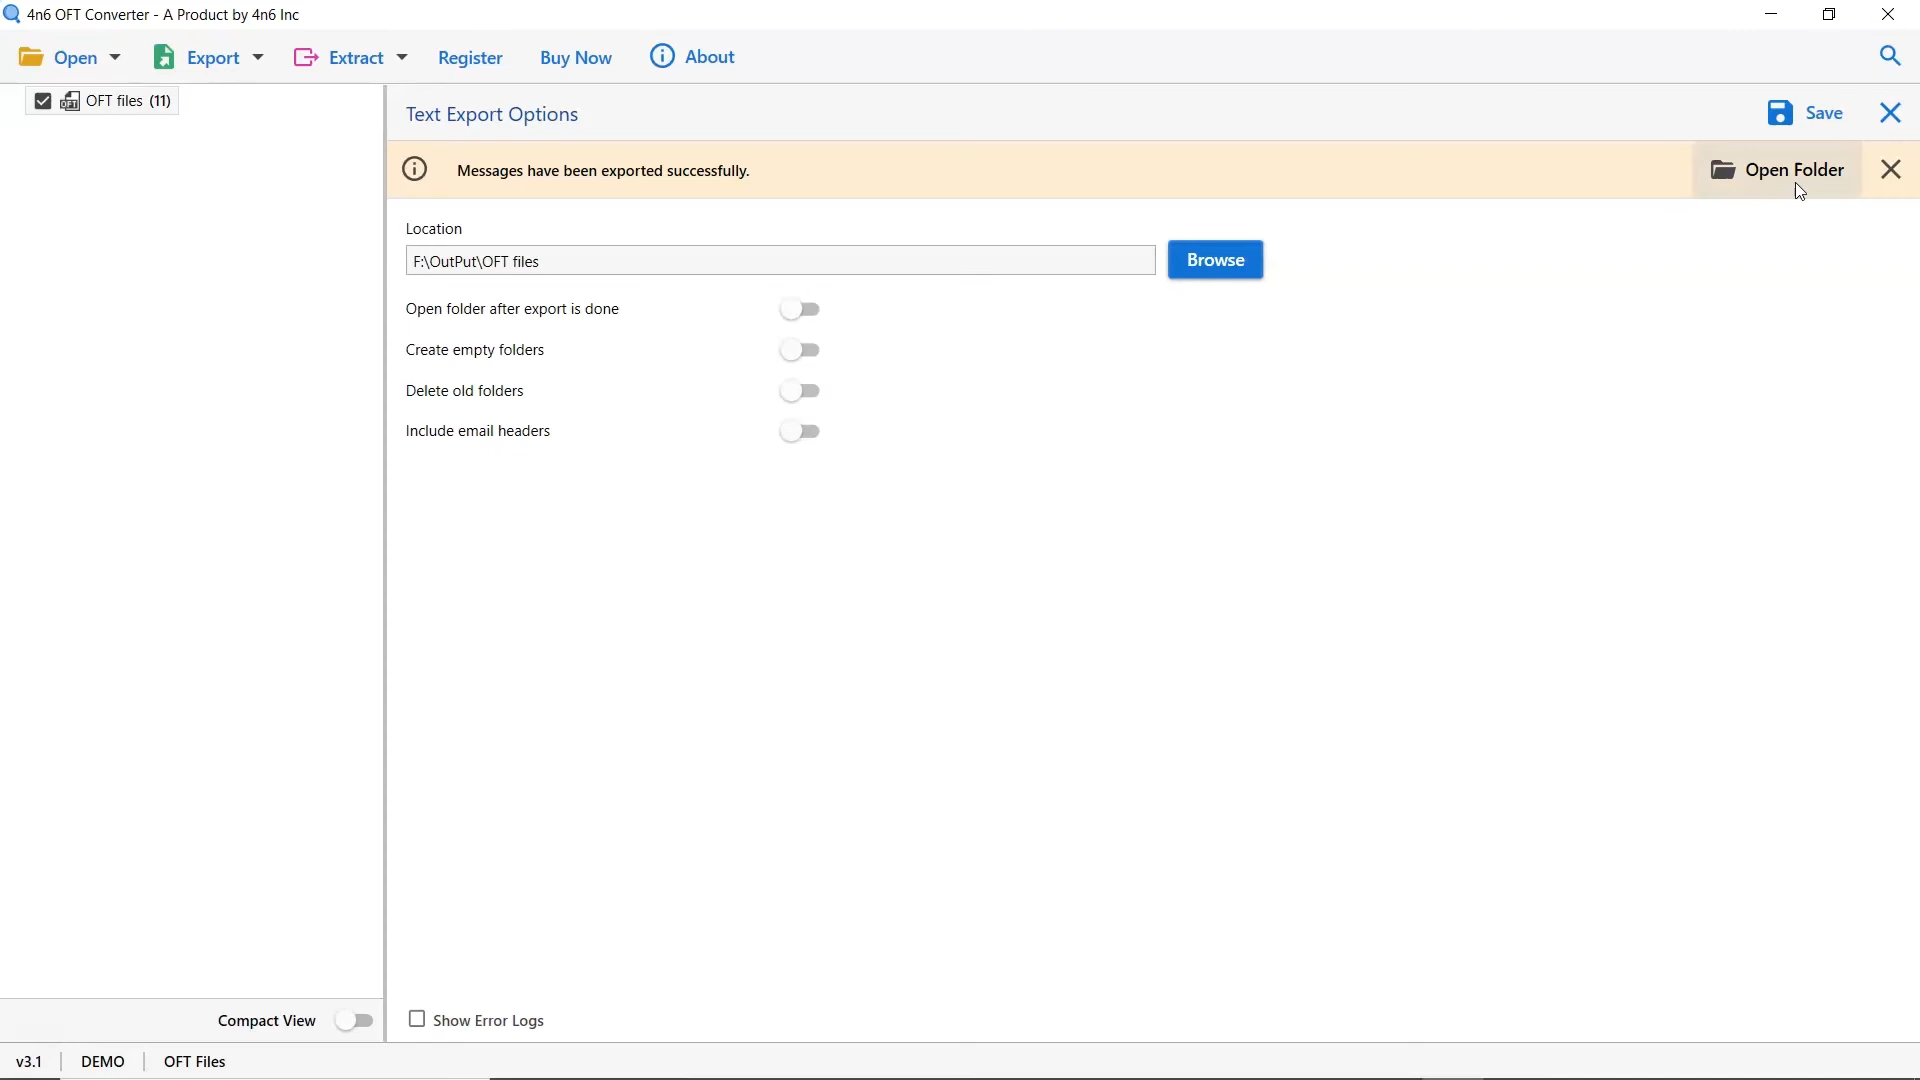 4n6 OFT Converter - A Product by 4n6 Inc
Open Export Extract Register Buy Now About
OFT files (11)
Text Export Options
Save
Messages have been exported successfully.
Open Folder
Location
F:\OutPut\OFT files
Browse
Open folder after export is done
Create empty folders
Delete old folders
Include email headers
Compact View
Show Error Logs
v3.1 DEMO OFT Files